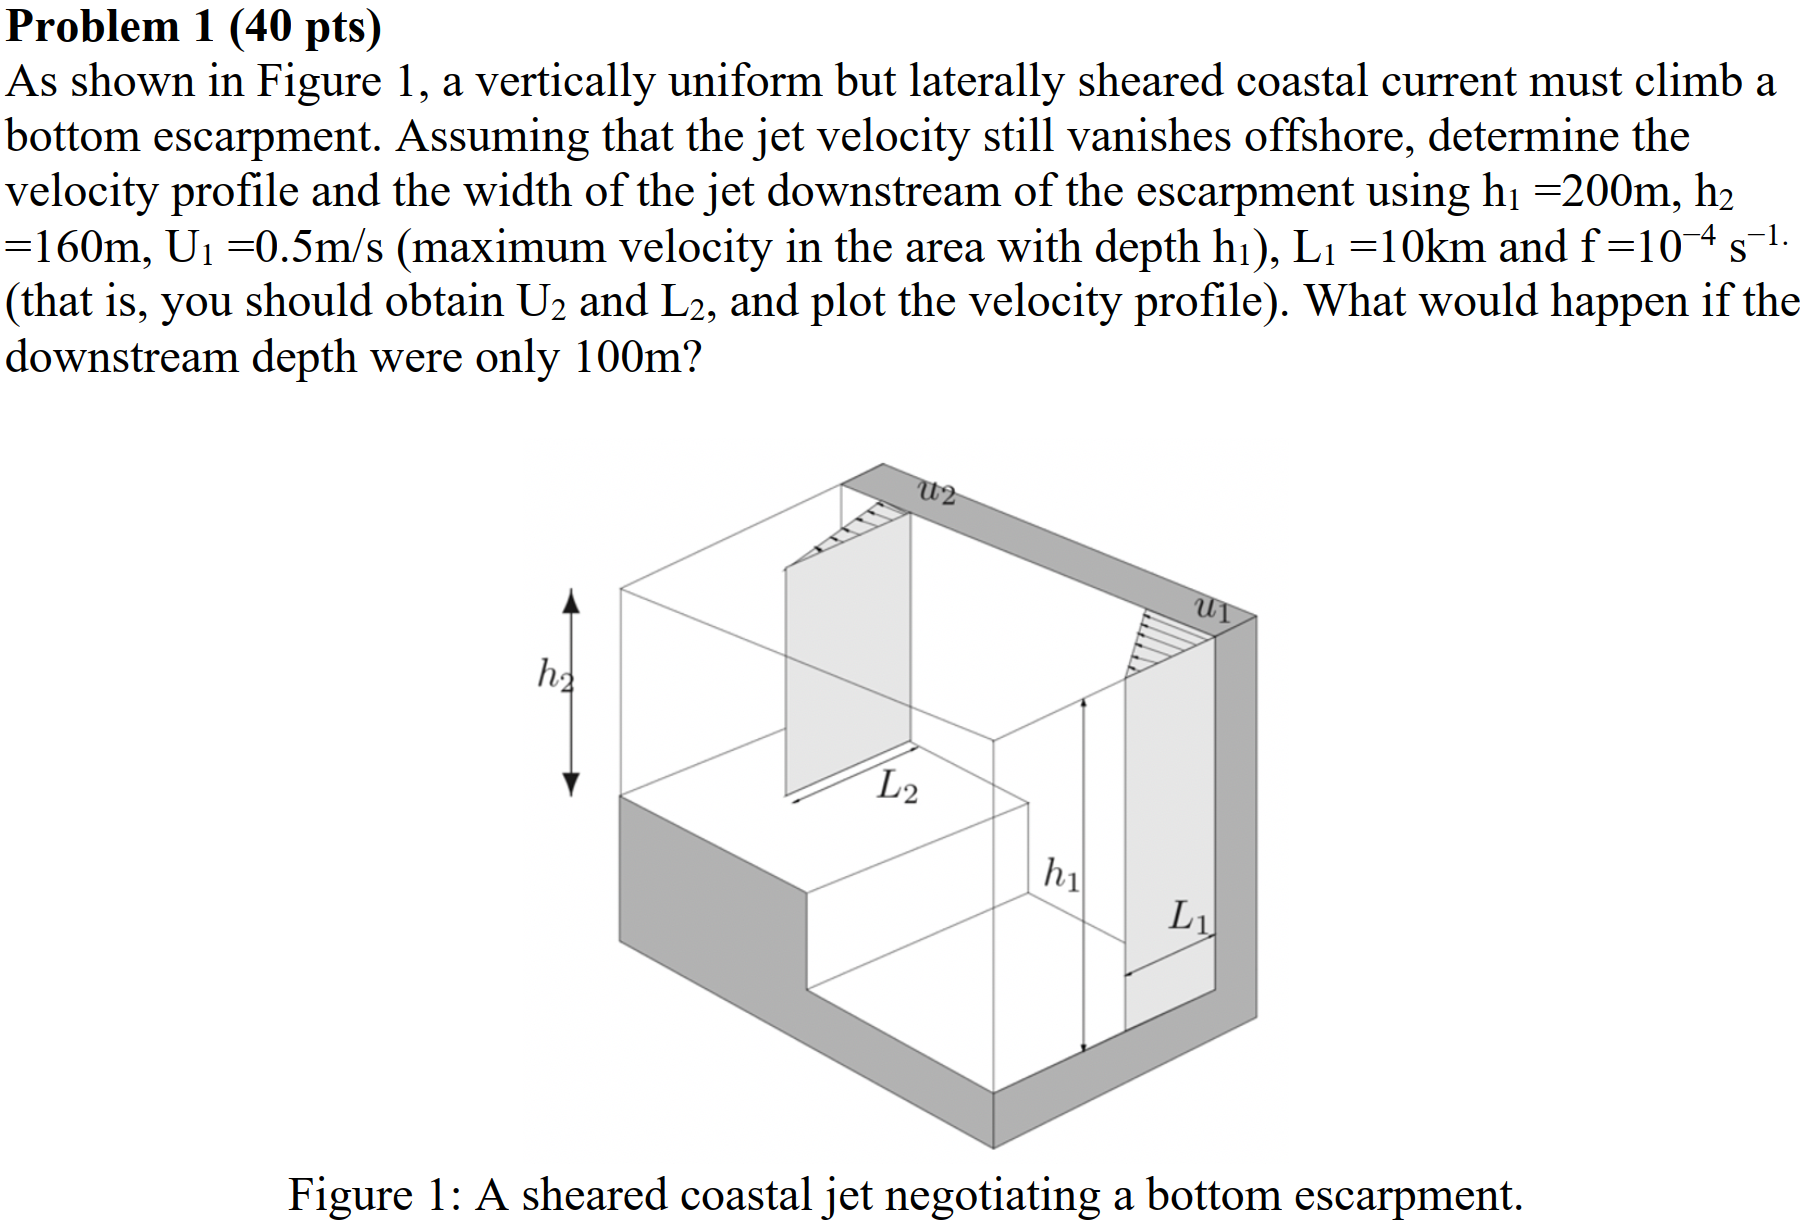 Problem 1 (40 pts)
As shown in Figure 1, a vertically uniform but laterally sheared coastal current must climb a
bottom escarpment. Assuming that the jet velocity still vanishes offshore, determine the
velocity profile and the width of the jet downstream of the escarpment using h₁ =200m, h₂
=160m, U₁ =0.5m/s (maximum velocity in the area with depth h₁), L₁ =10km and f =10⁻⁴ s⁻¹.
(that is, you should obtain U₂ and L₂, and plot the velocity profile). What would happen if the
downstream depth were only 100m?
u₂
u₁
h₂
L₂
h₁
L₁
Figure 1: A sheared coastal jet negotiating a bottom escarpment.